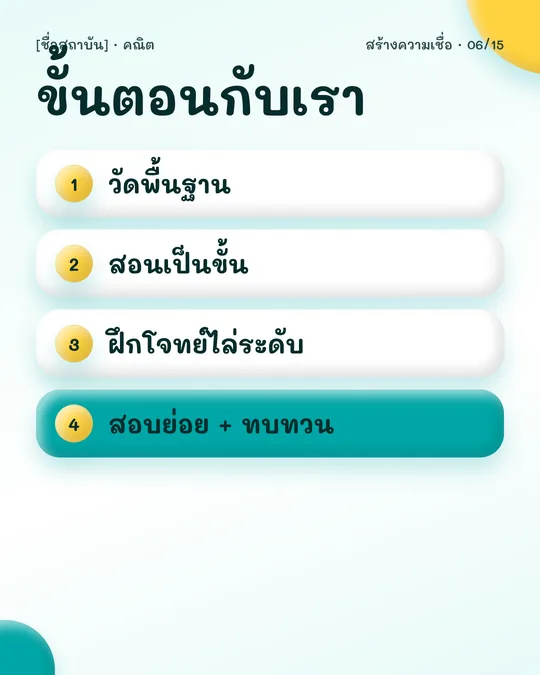 [ชื่อสถาบัน] · คณิต
สร้างความเชื่อ · 06/15
ขั้นตอนกับเรา
1 วัดพื้นฐาน
2 สอนเป็นขั้น
3 ฝึกโจทย์ไล่ระดับ
4 สอบย่อย + ทบทวน